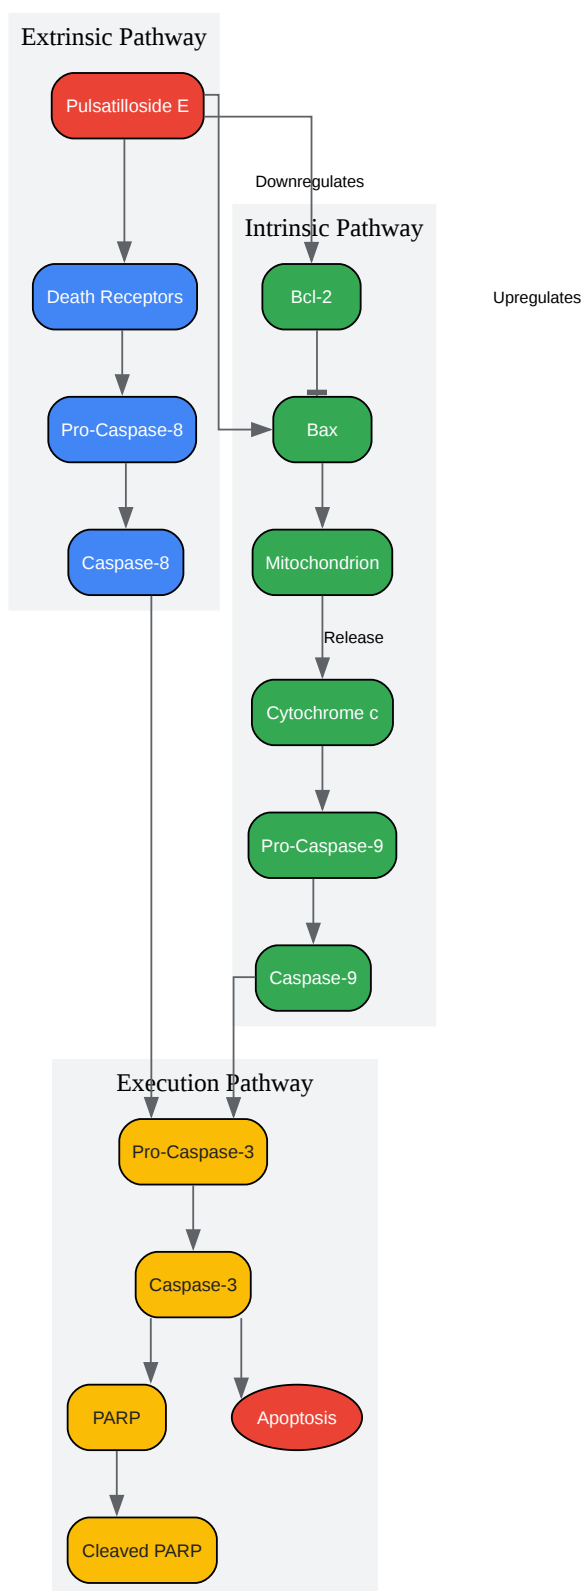 Extrinsic Pathway
Pulsatilloside E
Downregulates
Intrinsic Pathway
Death Receptors
Bcl-2
Upregulates
Pro-Caspase-8
Bax
Caspase-8
Mitochondrion
Release
Cytochrome c
Pro-Caspase-9
Caspase-9
Execution Pathway
Pro-Caspase-3
Caspase-3
PARP
Apoptosis
Cleaved PARP